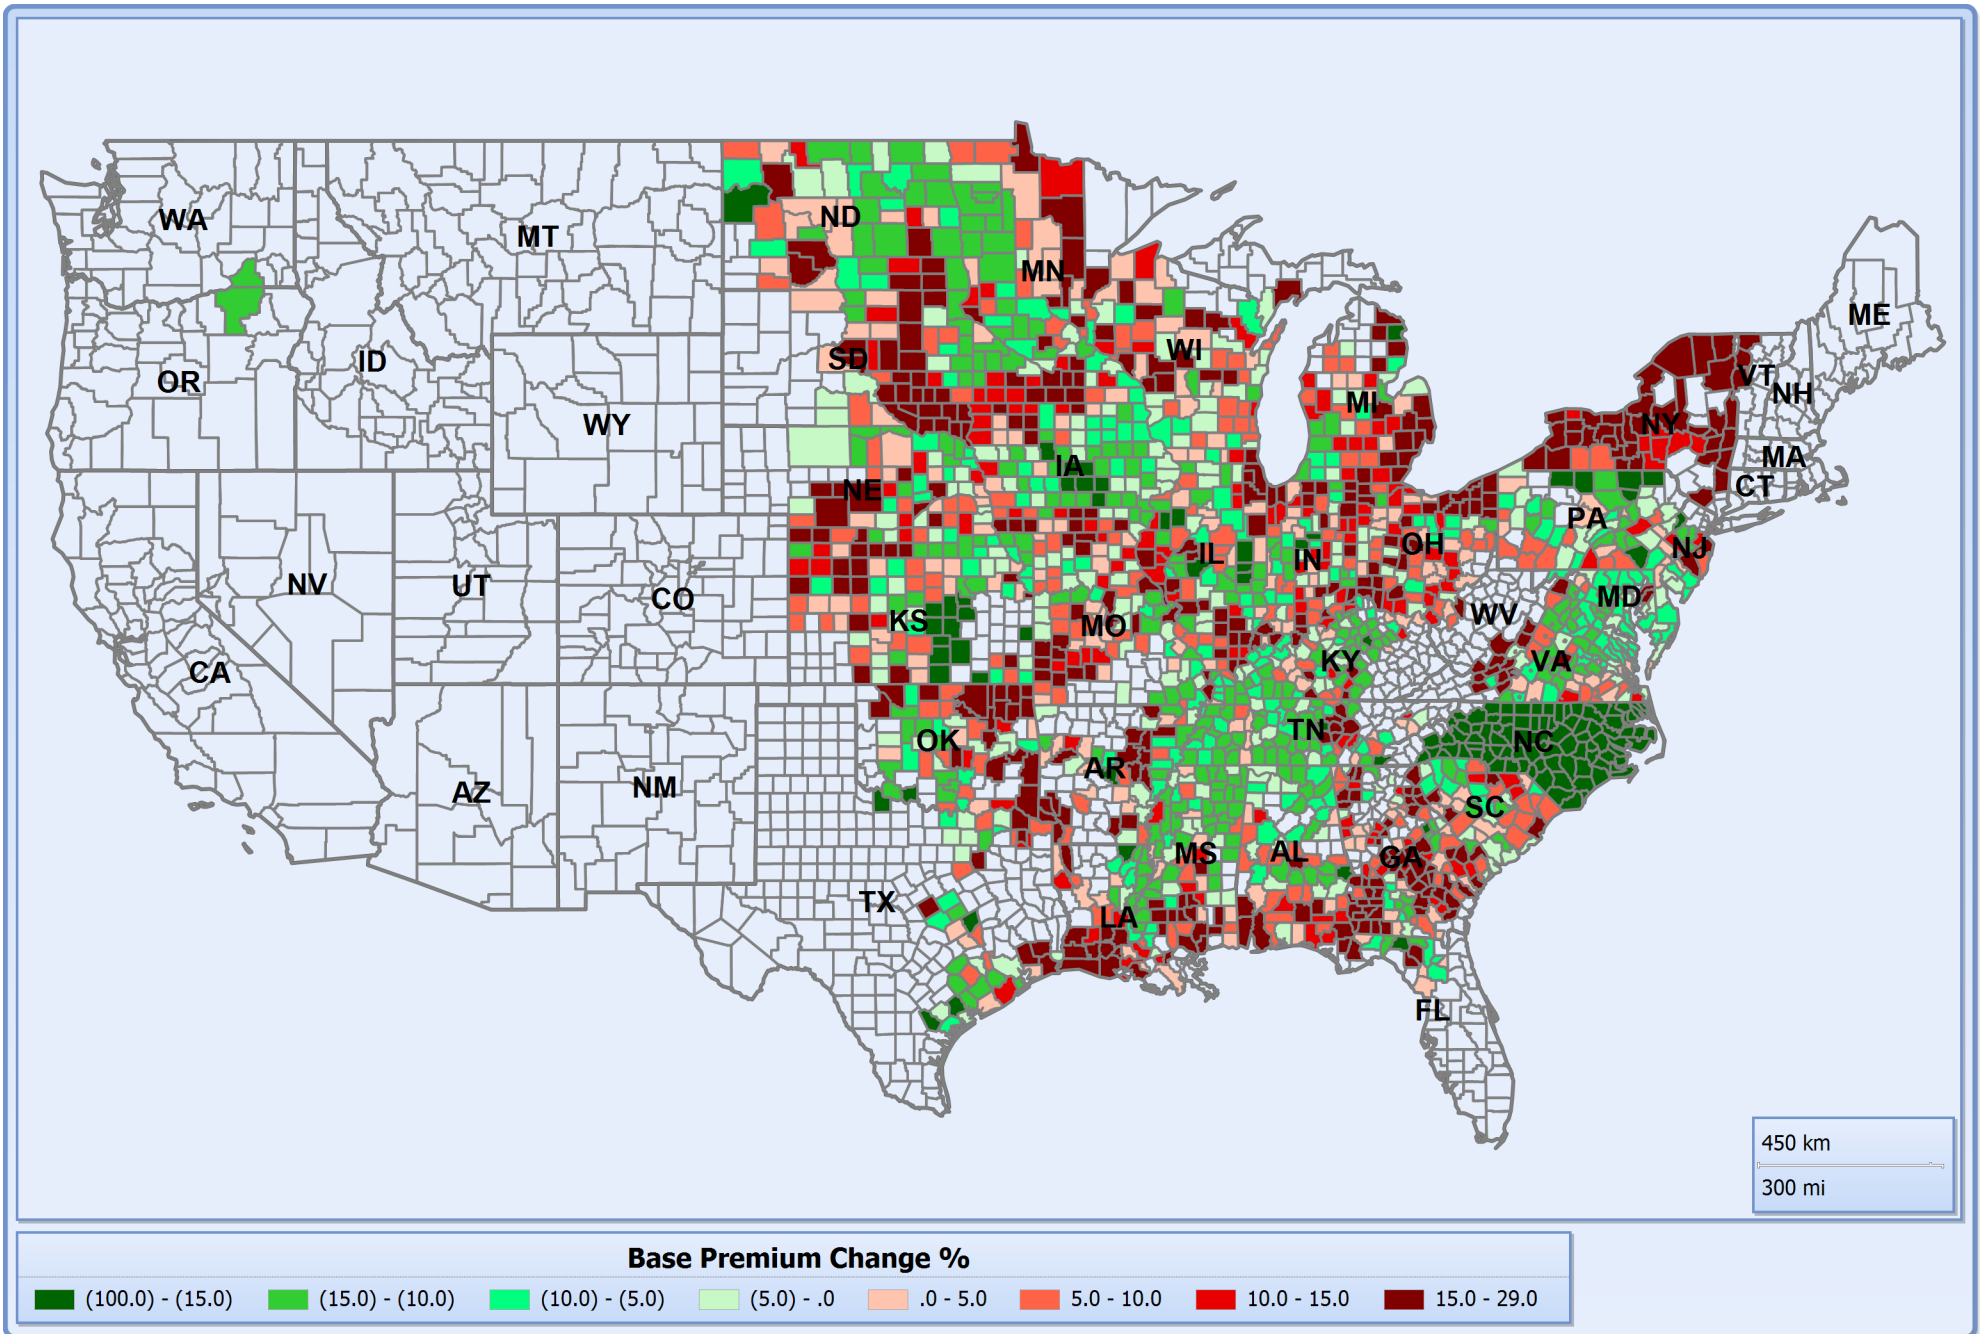 WA
MT
ND
MN
ME
OR
ID
SD
WI
VT
NH
WY
MI
NY
MA
NE
IA
CT
PA
NV
UT
CO
IL
IN
OH
NJ
KS
MO
WV
MD
CA
KY
VA
AZ
NM
OK
AR
TN
NC
SC
MS
AL
GA
TX
LA
FL
450 km
300 mi
Base Premium Change %
(100.0) - (15.0) (15.0) - (10.0) (10.0) - (5.0) (5.0) - .0 .0 - 5.0 5.0 - 10.0 10.0 - 15.0 15.0 - 29.0